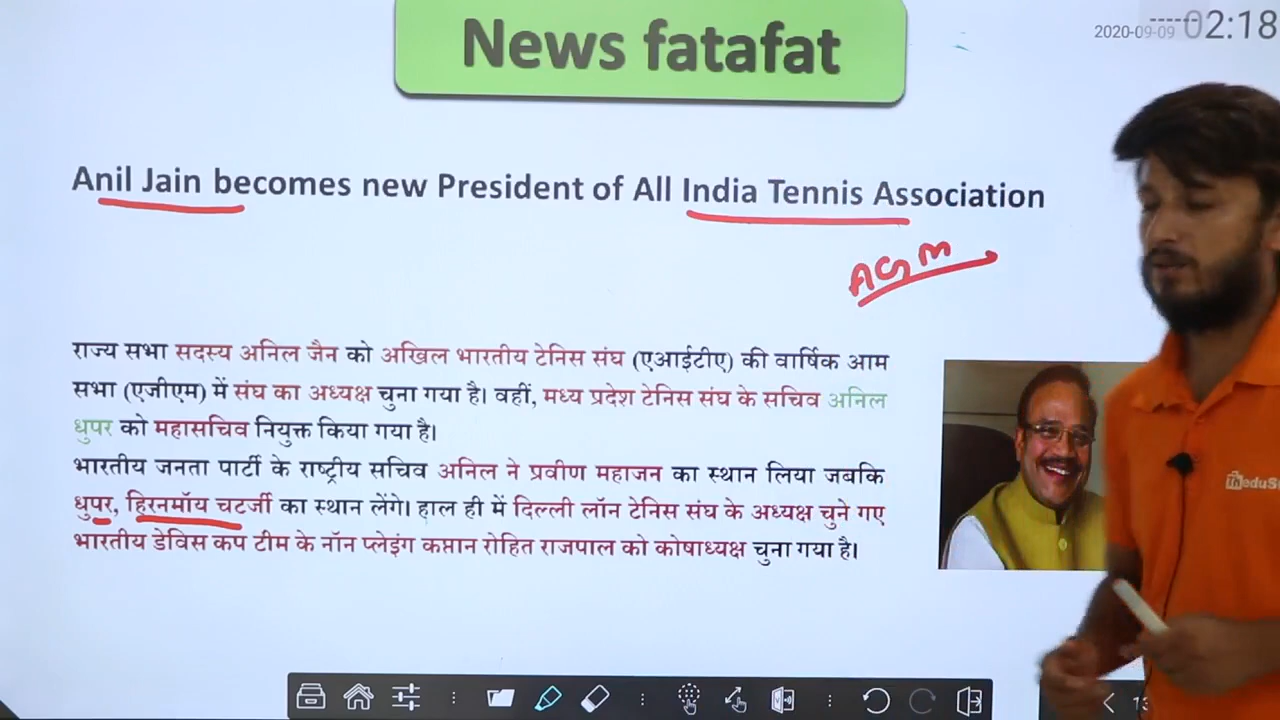 News fatafat
2020-09-09 02:18
Anil Jain becomes new President of All India Tennis Association
AGM
राज्य सभा सदस्य अनिल जैन को अखिल भारतीय टेनिस संघ (एआईटीए) की वार्षिक आम
सभा (एजीएम) में संघ का अध्यक्ष चुना गया है। वहीं, मध्य प्रदेश टेनिस संघ के सचिव अनिल
धुपर को महासचिव नियुक्त किया गया है।
भारतीय जनता पार्टी के राष्ट्रीय सचिव अनिल ने प्रवीण महाजन का स्थान लिया जबकि
धुपर, हिरनमॉय चटर्जी का स्थान लेंगे। हाल ही में दिल्ली लॉन टेनिस संघ के अध्यक्ष चुने गए
भारतीय डेविस कप टीम के नॉन प्लेइंग कप्तान रोहित राजपाल को कोषाध्यक्ष चुना गया है।